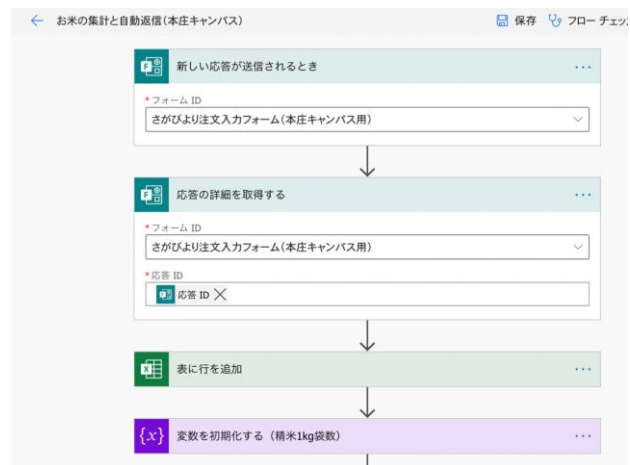 お米の集計と自動返信(本庄キャンパス)
保存 フロー チェッ
新しい応答が送信されるとき
* フォーム ID
さがびより注文入力フォーム(本庄キャンパス用)
応答の詳細を取得する
* フォーム ID
さがびより注文入力フォーム(本庄キャンパス用)
* 応答 ID
応答 ID
表に行を追加
{x} 変数を初期化する（精米1kg袋数）